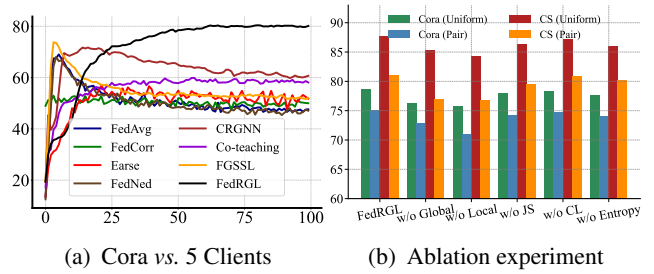 80
60
40
20
0 25 50 75 100
FedAvg CRGNN
FedCorr Co-teaching
Earse FGSSL
FedNed FedRGL
(a) Cora vs. 5 Clients
90
85
80
75
70
65
60
Cora (Uniform) CS (Uniform)
Cora (Pair) CS (Pair)
FedRGL w/o Global w/o Local w/o JS w/o CL w/o Entropy
(b) Ablation experiment